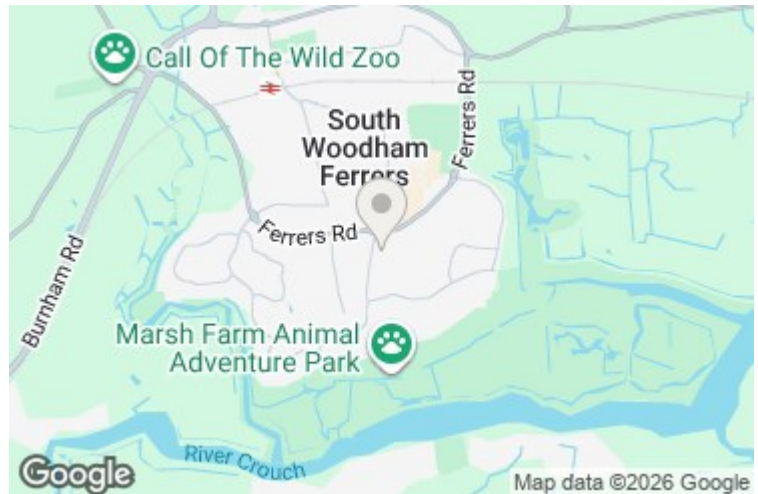 Call Of The Wild Zoo
South
Woodham
Ferrers
Ferrers Rd
Ferrers Rd
Burnham Rd
Marsh Farm Animal
Adventure Park
River Crouch
Google
Map data ©2026 Google